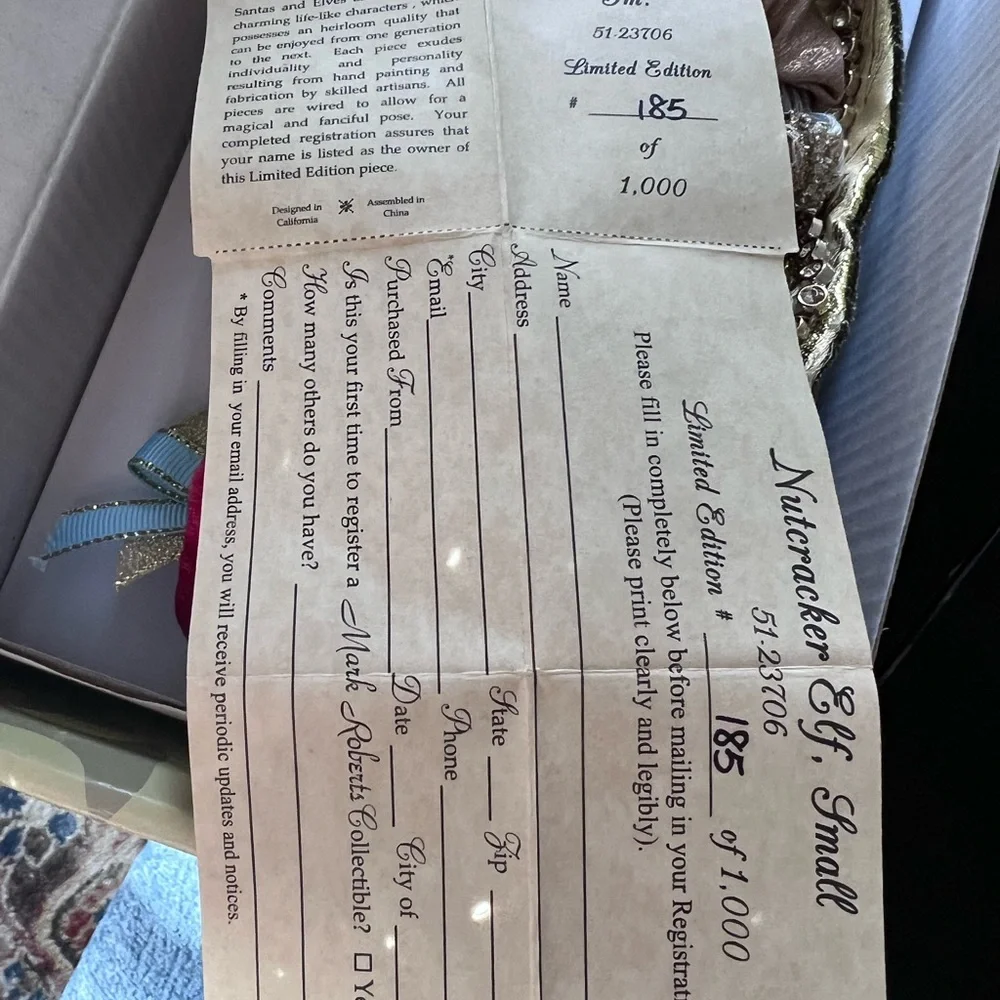 Santas and Elves
charming life-like characters , which
possesses an heirloom quality that
can be enjoyed from one generation
to the next. Each piece exudes
individuality and personality
resulting from hand painting and
fabrication by skilled artisans. All
pieces are wired to allow for a
magical and fanciful pose. Your
completed registration assures that
your name is listed as the owner of
this Limited Edition piece.
Designed in
California
Assembled in
China
Sm.
51-23706
Limited Edition
# 185
of
1,000
Nutcracker Elf, Small
51-23706
Limited Edition # 185 of 1,000
Please fill in completely below before mailing in your
(Please print clearly and legibly).
Name
Address
City State Zip
*Email Phone
Purchased From Date City of
Is this your first time to register a Mark Roberts Collectible? □
How many others do you have?
Comments
* By filling in your email address, you will receive periodic updates and notices.